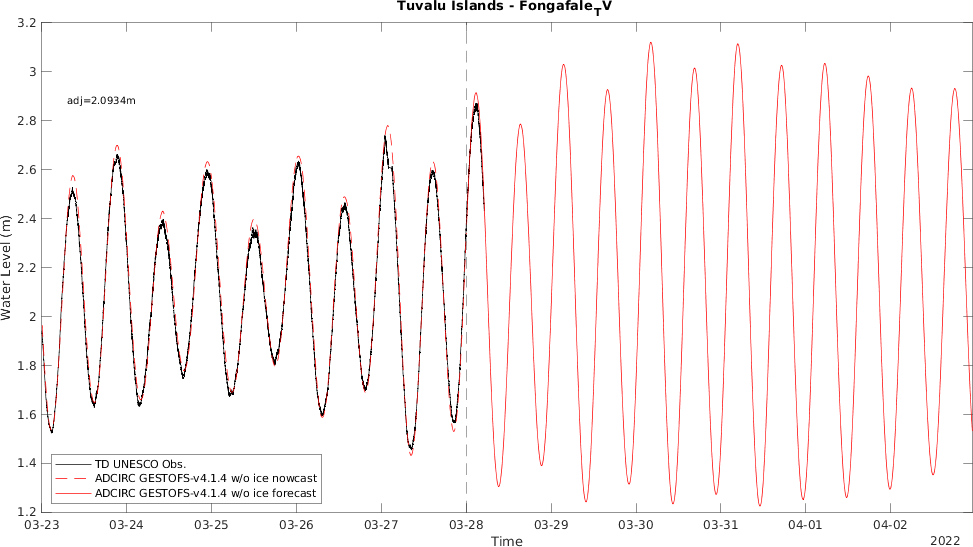 Tuvalu Islands - Fongafale_TV
3.2
3
adj=2.0934m
2.8
2.6
2.4
2.2
2
1.8
1.6
1.4
1.2
Water Level (m)
TD UNESCO Obs.
ADCIRC GESTOFS-v4.1.4 w/o ice nowcast
ADCIRC GESTOFS-v4.1.4 w/o ice forecast
03-23 03-24 03-25 03-26 03-27 03-28 03-29 03-30 03-31 04-01 04-02
Time
2022